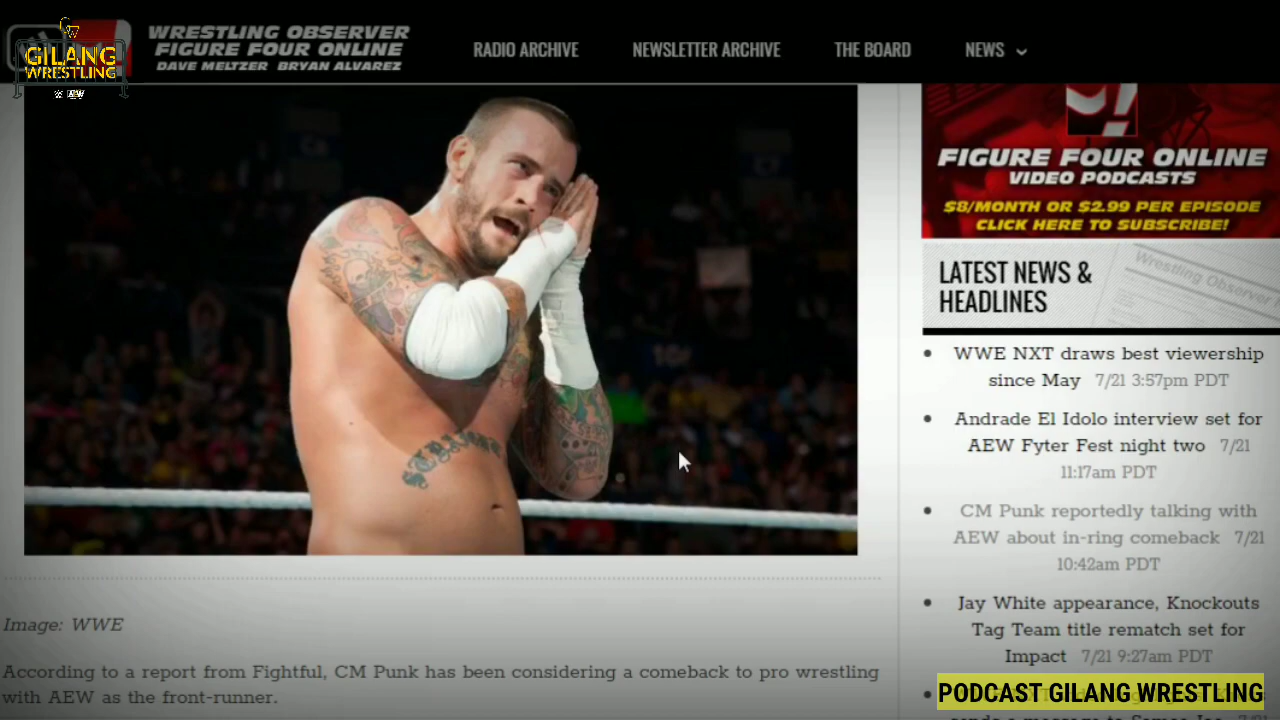 GW
GILANG
WRESTLING
AEW
WRESTLING OBSERVER
FIGURE FOUR ONLINE
DAVE MELTZER BRYAN ALVAREZ
RADIO ARCHIVE
NEWSLETTER ARCHIVE
THE BOARD
NEWS
FIGURE FOUR ONLINE
VIDEO PODCASTS
$8/MONTH OR $2.99 PER EPISODE
CLICK HERE TO SUBSCRIBE!
LATEST NEWS &
HEADLINES
Wrestling Observer
WWE NXT draws best viewership
since May 7/21 3:57pm PDT
Andrade El Idolo interview set for
AEW Fyter Fest night two 7/21
11:17am PDT
CM Punk reportedly talking with
AEW about in-ring comeback 7/21
10:42am PDT
Jay White appearance, Knockouts
Tag Team title rematch set for
Impact 7/21 9:27am PDT
Image: WWE
According to a report from Fightful, CM Punk has been considering a comeback to pro wrestling
with AEW as the front-runner.
PODCAST GILANG WRESTLING